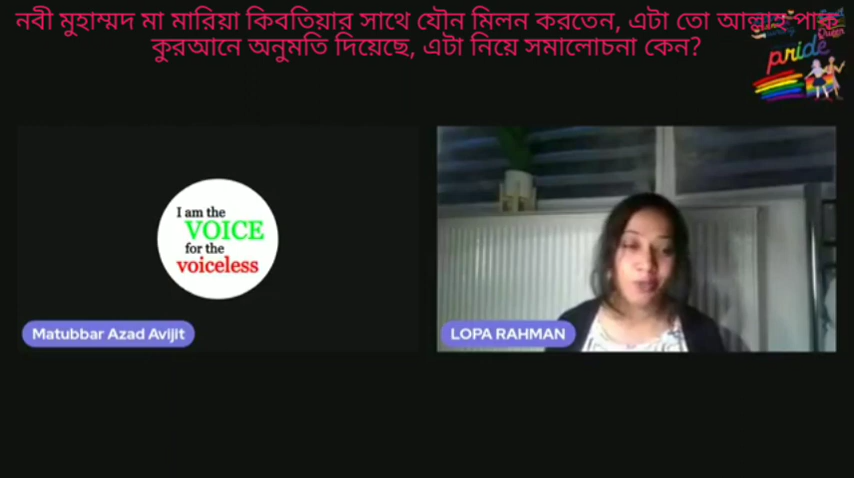 নবী মুহাম্মদ মা মারিয়া কিবতিয়ার সাথে যৌন মিলন করতেন, এটা তো আল্লাহ পাক
কুরআনে অনুমতি দিয়েছে, এটা নিয়ে সমালোচনা কেন?
pride
I am the
VOICE
for the
voiceless
Matubbar Azad Avijit
LOPA RAHMAN